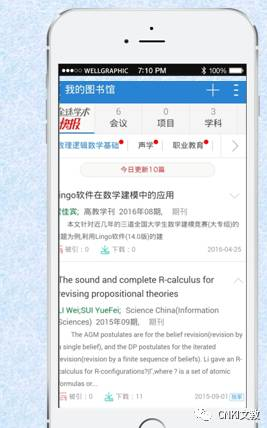 WELLGRAPHIC 7:10 PM 100%
我的图书馆
全球学术快报
6 0 3
会议 项目 学科
数理逻辑数学基础 声学 职业教育
今日更新10篇
ingo软件在数学建模中的应用
佳宾; 高教学刊 2016年08期, 期刊
本文针对近几年的三道全国大学生数学建模竞赛(大专组)的
题为例,利用Lingo软件(14.0版)的建
被引:0 下载:0 2016-04-25
The sound and complete R-calculus for
revising propositional theories
LI Wei;SUI YueFei; Science China(Information
Sciences) 2015年09期, 期刊
The AGM postulates are for the belief revision(revision by
a single belief), and the DP postulates are for the iterated
revision(revision by a finite sequence of beliefs). Li gave an R-
calculus for R-configurations?|Γ,where ? is a set of atomic
formulas or...
被引:0 下载:11 2015-09-01 独家
CNKI文教